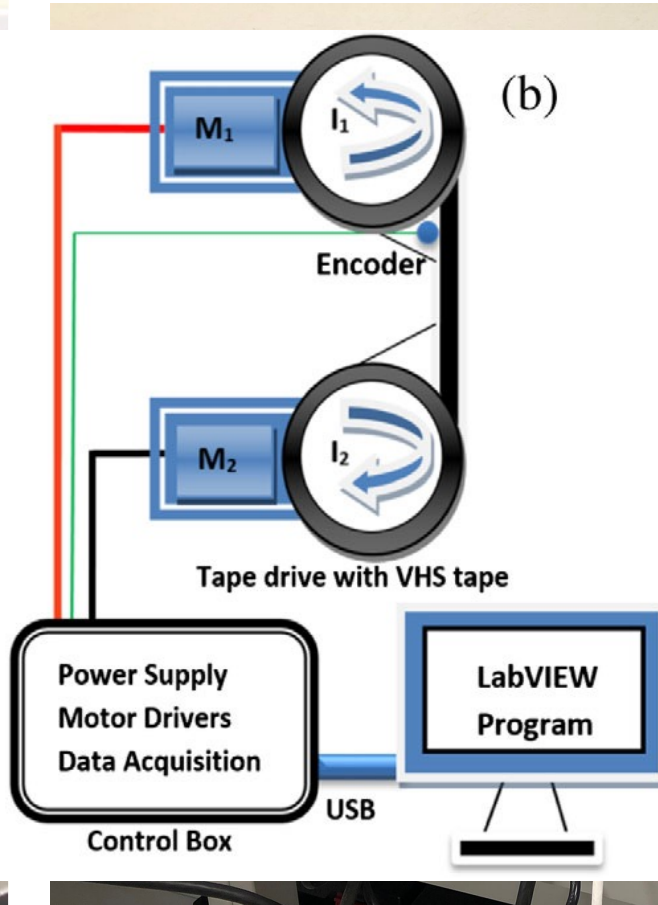 (b)
M₁
I₁
Encoder
M₂
I₂
Tape drive with VHS tape
Power Supply
Motor Drivers
Data Acquisition
LabVIEW
Program
USB
Control Box